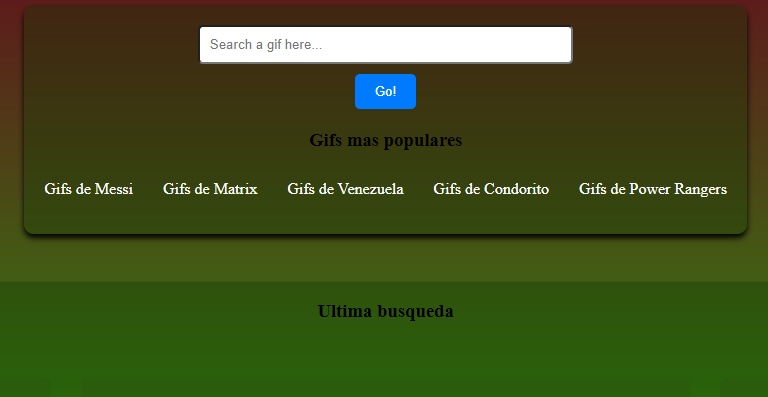 Search a gif here...
Go!
Gifs mas populares
Gifs de Messi Gifs de Matrix Gifs de Venezuela Gifs de Condorito Gifs de Power Rangers
Ultima busqueda